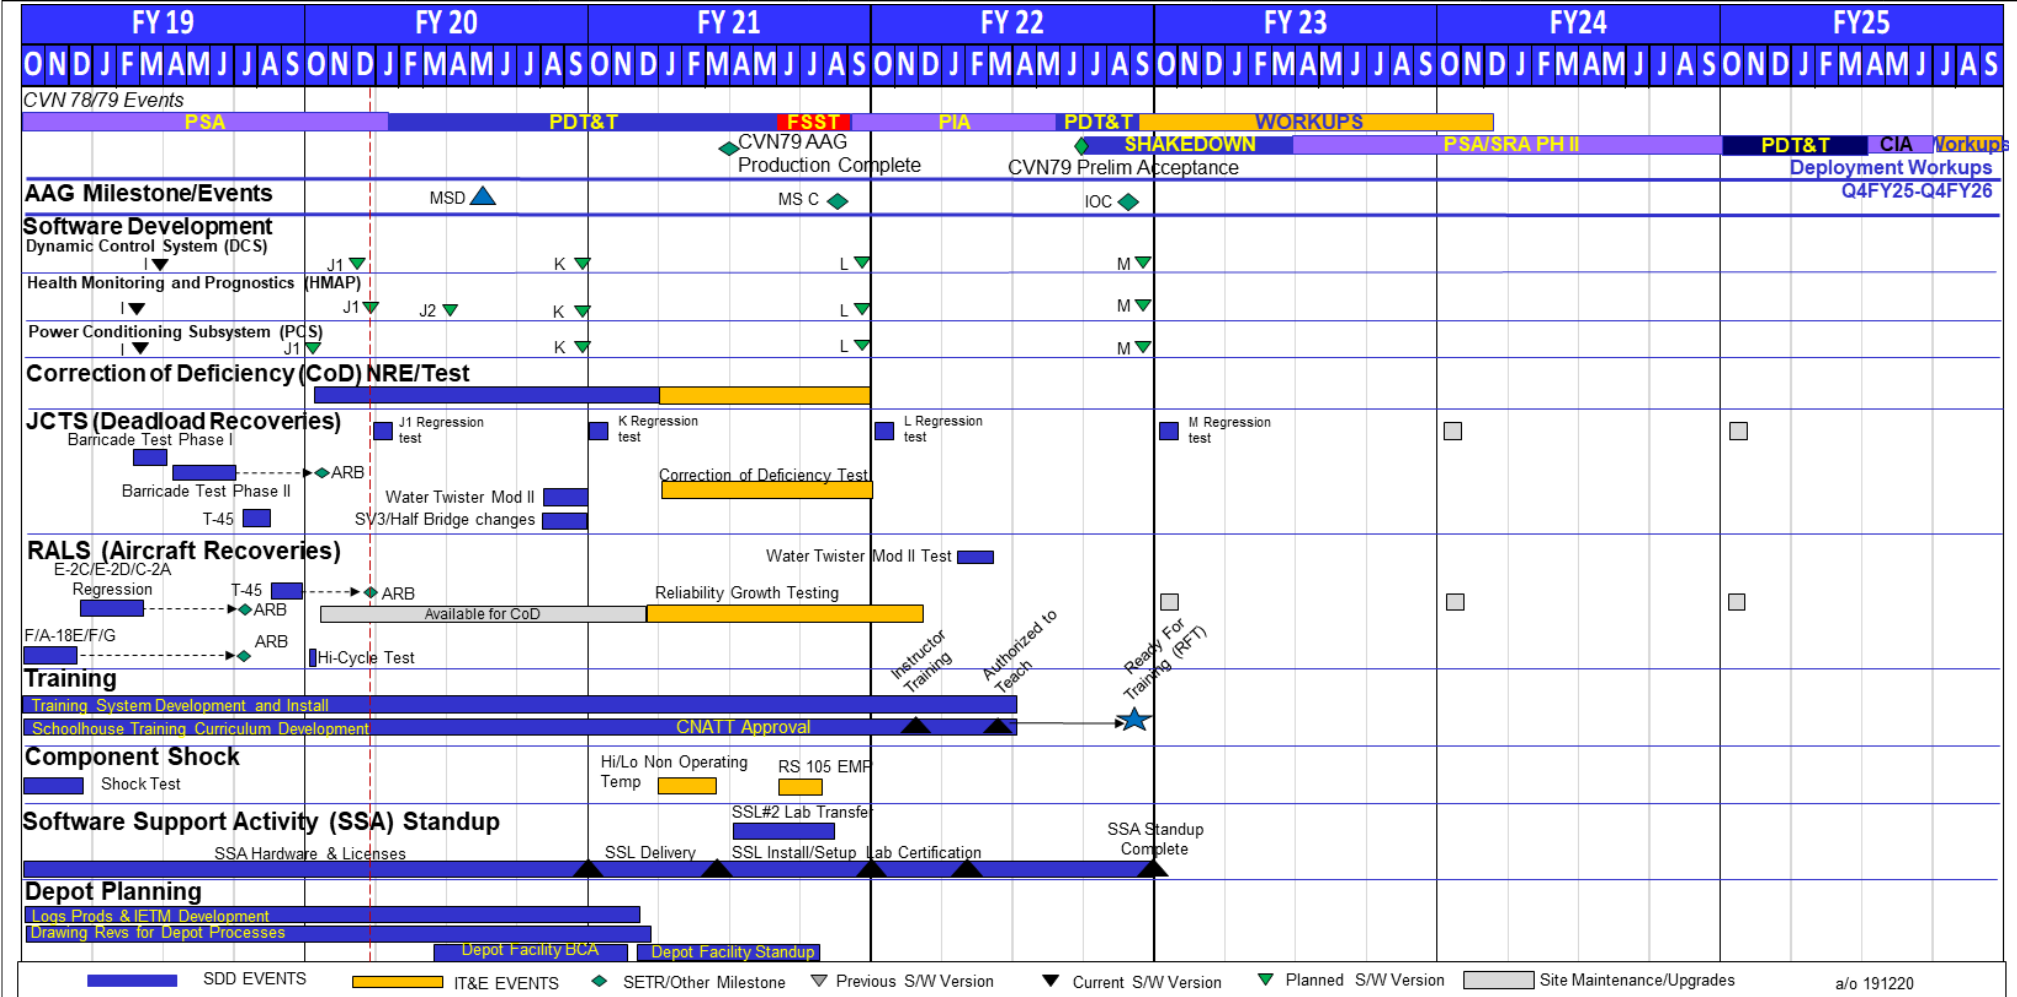 FY 19 FY 20 FY 21 FY 22 FY 23 FY24 FY25
O N D J F M A M J J A S O N D J F M A M J J A S O N D J F M A M J J A S O N D J F M A M J J A S O N D J F M A M J J A S O N D J F M A M J J A S O N D J F M A M J J A S
CVN 78/79 Events
PSA PDT&T FSST PIA PDT&T WORKUPS
CVN79 AAG
Production Complete
SHAKEDOWN PSA/SRA PH II PDT&T CIA Workups
CVN79 Prelim Acceptance
Deployment Workups
Q4FY25-Q4FY26
AAG Milestone/Events
MSD MS C IOC
Software Development
Dynamic Control System (DCS)
I J1 K L M
Health Monitoring and Prognostics (HMAP)
I J1 J2 K L M
Power Conditioning Subsystem (PCS)
I J1 K L M
Correction of Deficiency (CoD) NRE/Test
JCTS (Deadload Recoveries)
J1 Regression
test
K Regression
test
L Regression
test
M Regression
test
Barricade Test Phase I
ARB
Barricade Test Phase II
Correction of Deficiency Test
Water Twister Mod II
T-45
SV3/Half Bridge changes
RALS (Aircraft Recoveries)
Water Twister Mod II Test
E-2C/E-2D/C-2A
Regression
ARB
T-45
ARB
Reliability Growth Testing
Available for CoD
F/A-18E/F/G
ARB
Hi-Cycle Test
Instructor
Training
Authorized to
Teach
Ready For
Training (RFT)
Training
Training System Development and Install
Schoolhouse Training Curriculum Development
CNATT Approval
Component Shock
Shock Test
Hi/Lo Non Operating
Temp
RS 105 EMP
Software Support Activity (SSA) Standup
SSL#2 Lab Transfer
SSA Hardware & Licenses
SSL Delivery
SSL Install/Setup
Lab Certification
SSA Standup
Complete
Depot Planning
Logs Prods & IETM Development
Drawing Revs for Depot Processes
Depot Facility BCA
Depot Facility Standup
SDD EVENTS IT&E EVENTS SETR/Other Milestone Previous S/W Version Current S/W Version Planned S/W Version Site Maintenance/Upgrades a/o 191220